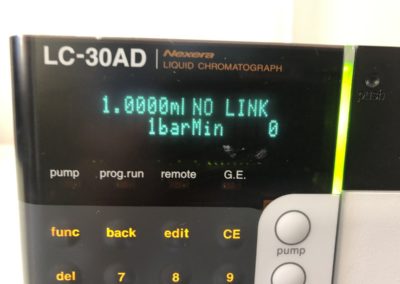 LC-30AD Nexera
LIQUID CHROMATOGRAPH
push
1.0000ml NO LINK
1barMin 0
pump prog.run remote G.E.
func back edit CE
pump
del 7 8 9